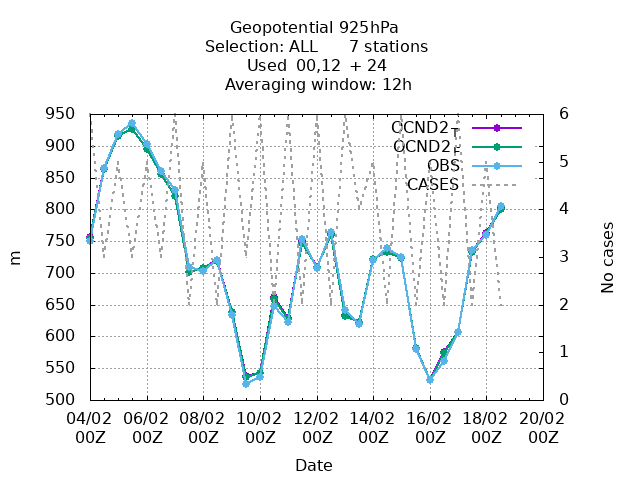 Geopotential 925hPa
Selection: ALL 7 stations
Used 00,12 + 24
Averaging window: 12h
950
900
850
800
750
700
650
600
550
500
6
5
4
3
2
1
0
CCND2
CCND2
OBS
CASES
m
No cases
04/02 06/02 08/02 10/02 12/02 14/02 16/02 18/02 20/02
00Z 00Z 00Z 00Z 00Z 00Z 00Z 00Z 00Z
Date